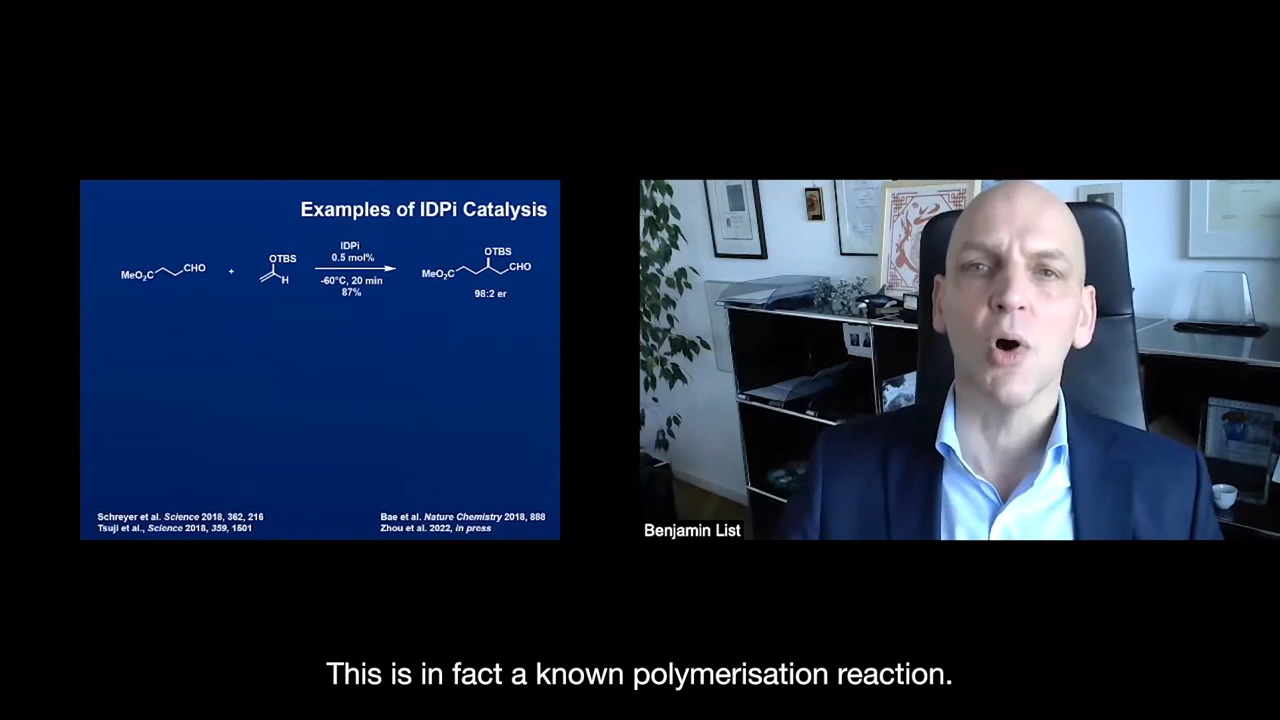 Examples of IDPi Catalysis
IDPi
0.5 mol%
MeO₂C CHO + OTBS H
-60°C, 20 min
87%
OTBS
MeO₂C CHO
98:2 er
Schreyer et al. Science 2018, 362, 216
Tsuji et al., Science 2018, 359, 1501
Bae et al. Nature Chemistry 2018, 888
Zhou et al. 2022, in press
Benjamin List
This is in fact a known polymerisation reaction.